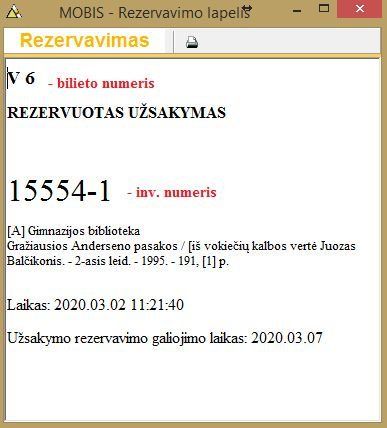 MOBIS - Rezervavimo lapelis
Rezervavimas
V 6 - bilieto numeris
REZERVUOTAS UŽSAKYMAS
15554-1 - inv. numeris
[A] Gimnazijos biblioteka
Gražiausios Anderseno pasakos / [iš vokiečių kalbos vertė Juozas
Balčikonis. - 2-asis leid. - 1995. - 191, [1] p.
Laikas: 2020.03.02 11:21:40
Užsakymo rezervavimo galiojimo laikas: 2020.03.07